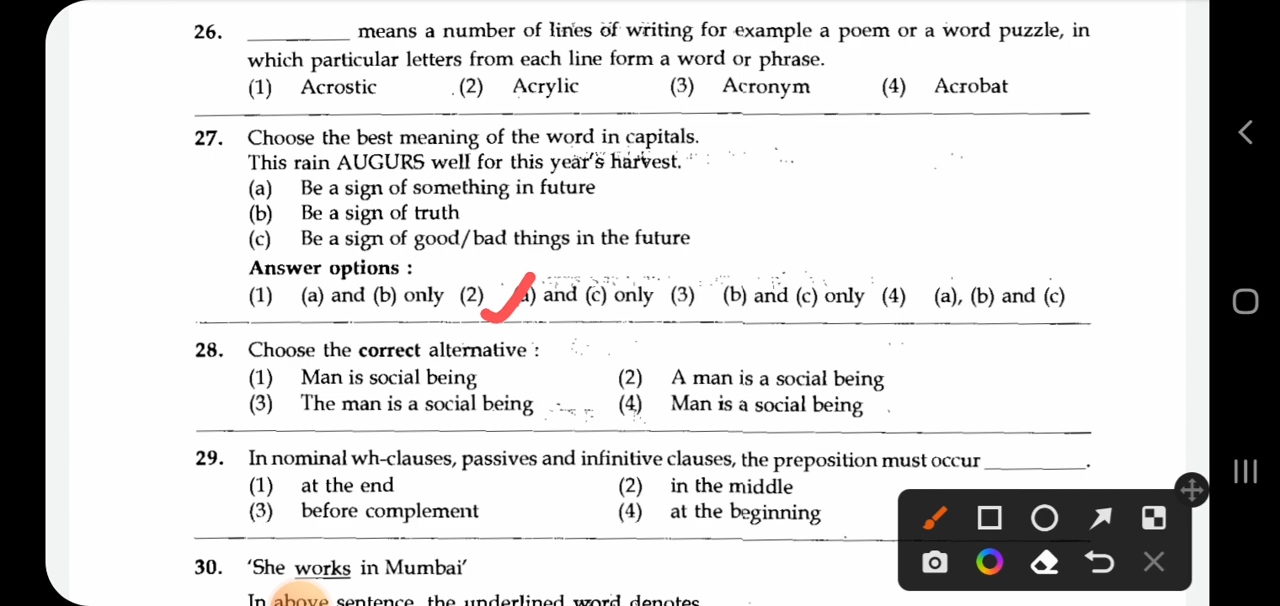 26. ________ means a number of lines of writing for example a poem or a word puzzle, in
which particular letters from each line form a word or phrase.
(1) Acrostic (2) Acrylic (3) Acronym (4) Acrobat
27. Choose the best meaning of the word in capitals.
This rain AUGURS well for this year's harvest.
(a) Be a sign of something in future
(b) Be a sign of truth
(c) Be a sign of good/bad things in the future
Answer options :
(1) (a) and (b) only (2) (a) and (c) only (3) (b) and (c) only (4) (a), (b) and (c)
28. Choose the correct alternative :
(1) Man is social being (2) A man is a social being
(3) The man is a social being (4) Man is a social being
29. In nominal wh-clauses, passives and infinitive clauses, the preposition must occur ________.
(1) at the end (2) in the middle
(3) before complement (4) at the beginning
30. 'She works in Mumbai'
In above sentence, the underlined word denotes